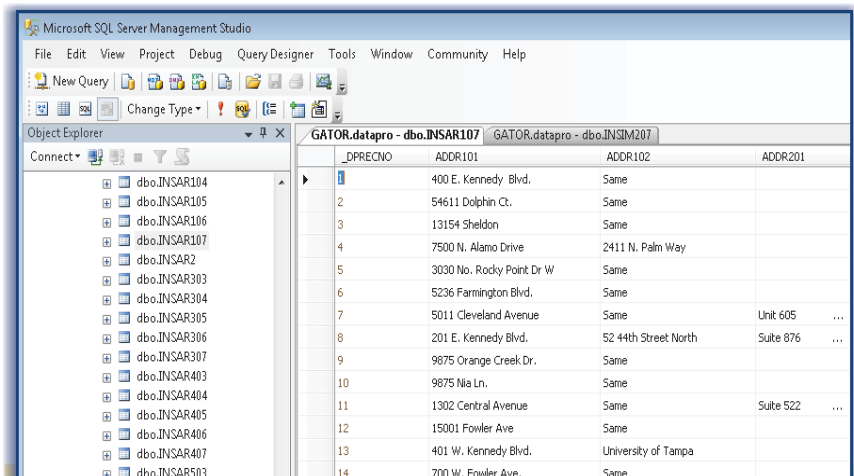 Microsoft SQL Server Management Studio
File Edit View Project Debug Query Designer Tools Window Community Help
New Query
Change Type
Object Explorer
GATOR.datapro - dbo.INSAR107 GATOR.datapro - dbo.INSIM207
Connect
_DPRECNO ADDR101 ADDR102 ADDR201
dbo.INSAR104
dbo.INSAR105
dbo.INSAR106
dbo.INSAR107
dbo.INSAR2
dbo.INSAR303
dbo.INSAR304
dbo.INSAR305
dbo.INSAR306
dbo.INSAR307
dbo.INSAR403
dbo.INSAR404
dbo.INSAR405
dbo.INSAR406
dbo.INSAR407
dbo.INSAR503
1 400 E. Kennedy Blvd. Same
2 54611 Dolphin Ct. Same
3 13154 Sheldon Same
4 7500 N. Alamo Drive 2411 N. Palm Way
5 3030 No. Rocky Point Dr W Same
6 5236 Farmington Blvd. Same
7 5011 Cleveland Avenue Same Unit 605 ...
8 201 E. Kennedy Blvd. 52 44th Street North Suite 876 ...
9 9875 Orange Creek Dr. Same
10 9875 Nia Ln. Same
11 1302 Central Avenue Same Suite 522 ...
12 15001 Fowler Ave Same
13 401 W. Kennedy Blvd. University of Tampa
14 700 W. Fowler Ave. Same